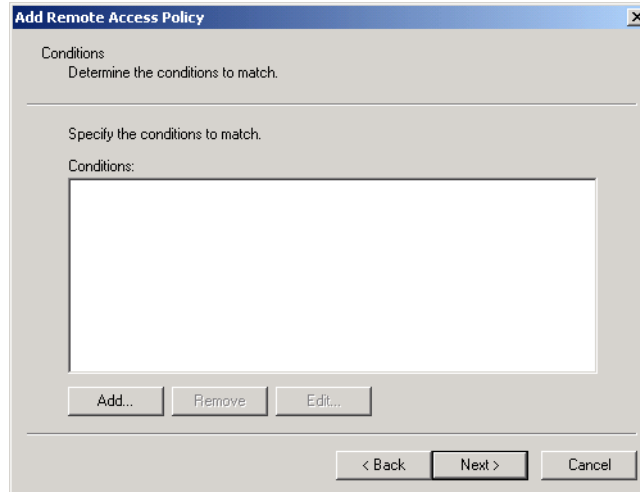 Add Remote Access Policy
Conditions
Determine the conditions to match.
Specify the conditions to match.
Conditions:
Add... Remove Edit...
< Back Next > Cancel